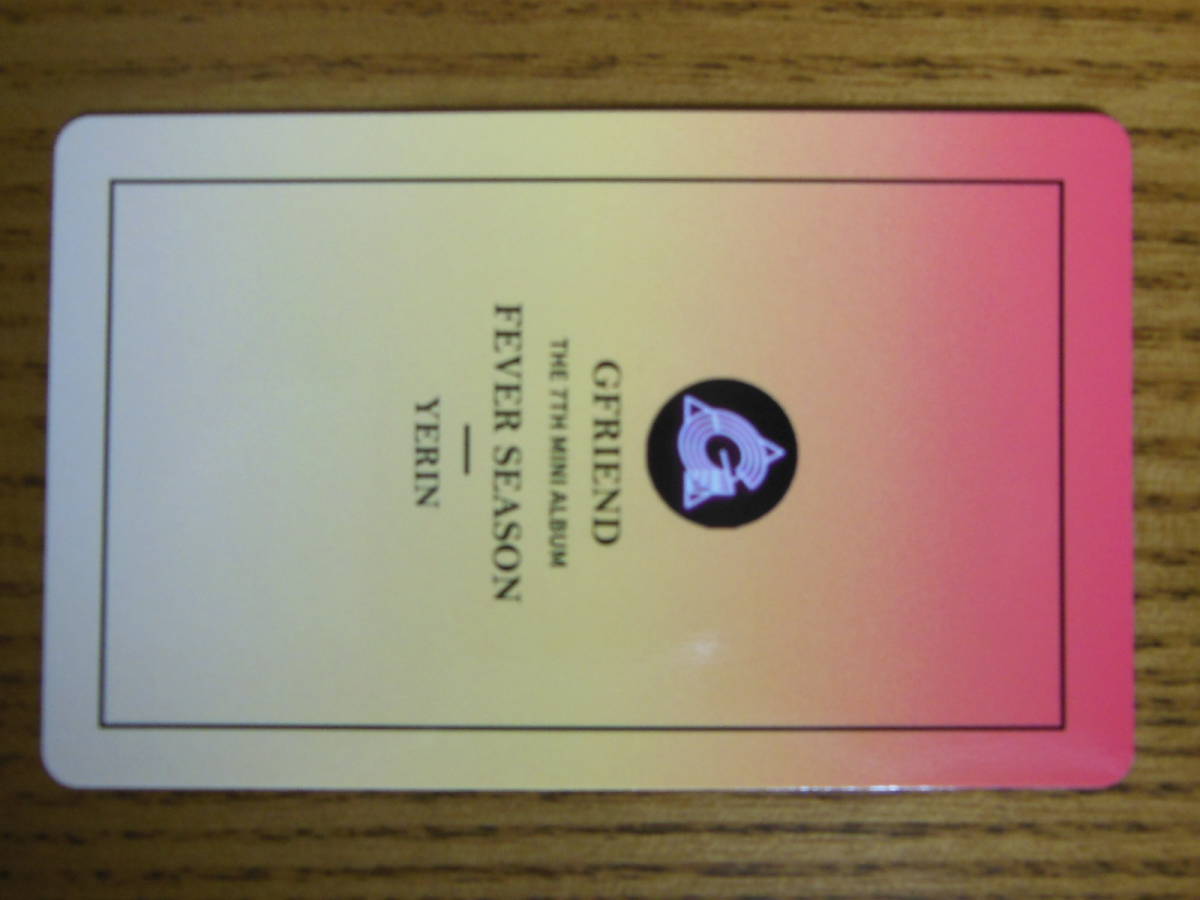 GFRIEND
THE 7TH MINI ALBUM
FEVER SEASON
YERIN